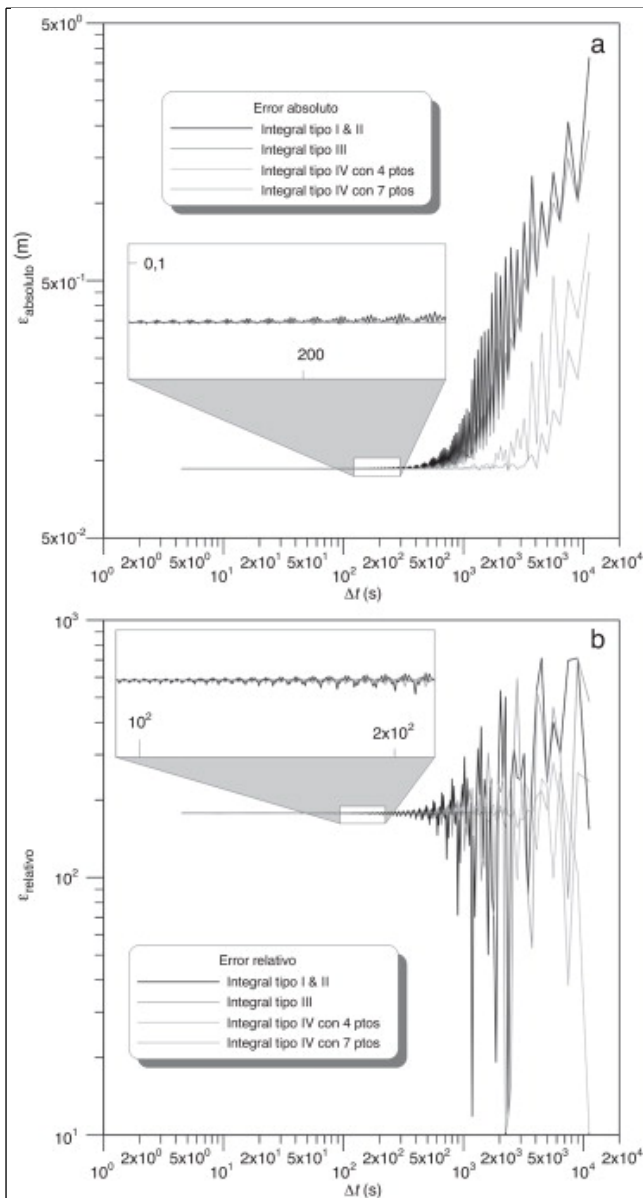 a
5x10⁰
Error absoluto
Integral tipo I & II
Integral tipo III
Integral tipo IV con 4 ptos
Integral tipo IV con 7 ptos
ε_absoluto (m)
5x10⁻¹
0,1
200
5x10⁻²
10⁰ 2x10⁰ 5x10⁰ 10¹ 2x10¹ 5x10¹ 10² 2x10² 5x10² 10³ 2x10³ 5x10³ 10⁴ 2x10⁴
Δt (s)
b
10³
10² 2x10²
ε_relativo
10²
Error relativo
Integral tipo I & II
Integral tipo III
Integral tipo IV con 4 ptos
Integral tipo IV con 7 ptos
10¹
10⁰ 2x10⁰ 5x10⁰ 10¹ 2x10¹ 5x10¹ 10² 2x10² 5x10² 10³ 2x10³ 5x10³ 10⁴ 2x10⁴
Δt (s)